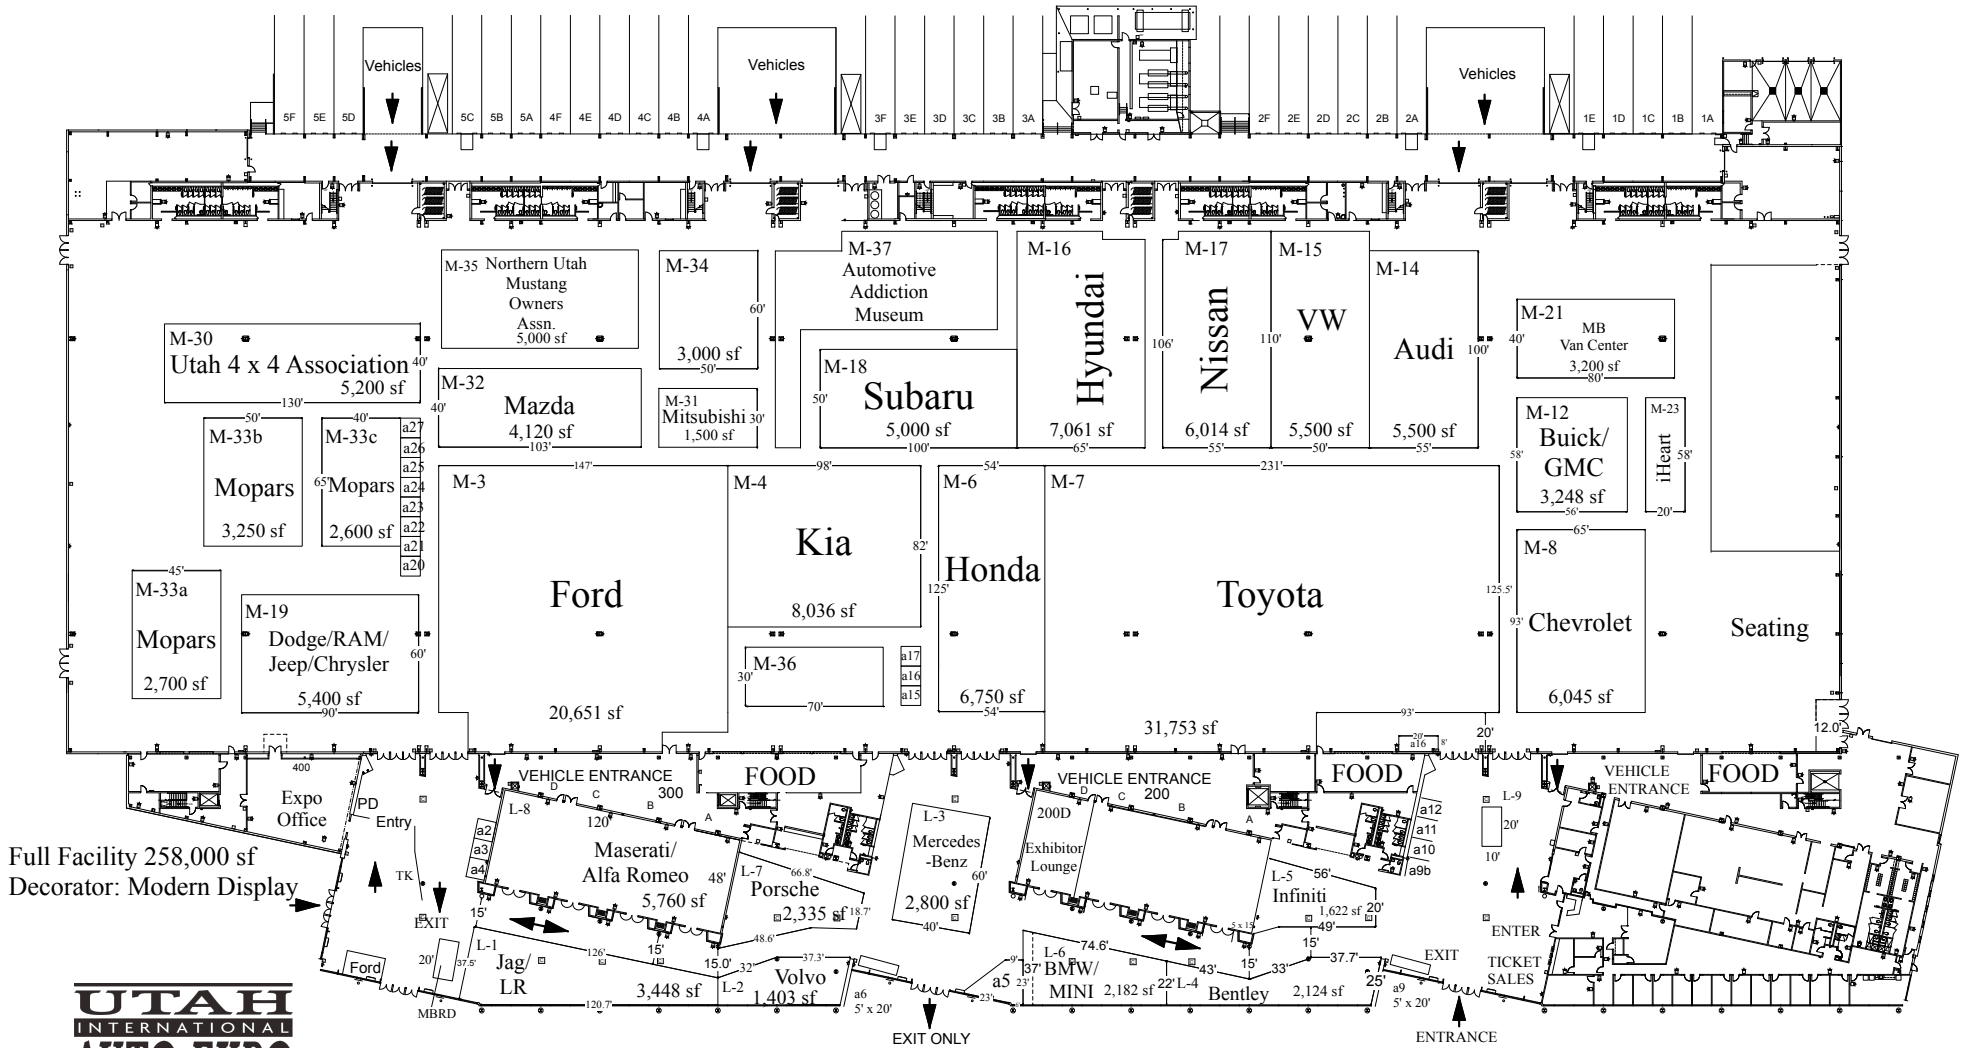 Vehicles
Vehicles
Vehicles
5F 5E 5D 5C 5B 5A 4F 4E 4D 4C 4B 4A 3F 3E 3D 3C 3B 3A 2F 2E 2D 2C 2B 2A 1E 1D 1C 1B 1A
M-35 Northern Utah
Mustang
Owners
Assn.
5,000 sf
M-34
60'
3,000 sf
50'
M-37
Automotive
Addiction
Museum
M-16
Hyundai
7,061 sf
65'
M-17
106'
Nissan
6,014 sf
55'
M-15
110'
VW
5,500 sf
50'
M-14
Audi
100'
5,500 sf
55'
M-21
40'
MB
Van Center
3,200 sf
80'
M-30
Utah 4 x 4 Association
40'
5,200 sf
130'
M-32
40'
Mazda
4,120 sf
103'
M-31
Mitsubishi 30'
1,500 sf
M-18
50'
Subaru
5,000 sf
100'
M-12
58'
Buick/
GMC
3,248 sf
56'
M-23
iHeart
58'
20'
50'
M-33b
Mopars
3,250 sf
40'
M-33c
65'
Mopars
2,600 sf
a27
a26
a25
a24
a23
a22
a21
a20
147'
M-3
Ford
20,651 sf
98'
M-4
Kia
82'
8,036 sf
54'
M-6
125'
Honda
6,750 sf
54'
231'
M-7
Toyota
125.5'
31,753 sf
93'
65'
M-8
93'
Chevrolet
6,045 sf
Seating
45'
M-33a
Mopars
2,700 sf
M-19
Dodge/RAM/
Jeep/Chrysler
60'
5,400 sf
90'
M-36
30'
70'
a17
a16
a15
20'
a16
8'
20'
12.0'
400
Expo
Office
PD
Entry
TK
EXIT
VEHICLE ENTRANCE
300
FOOD
D C B A
L-8
120'
Maserati/
Alfa Romeo
48'
5,760 sf
a2
a3
a4
15'
L-7
66.8'
Porsche
2,335 sf
18.7'
48.6'
L-3
Mercedes
-Benz
60'
2,800 sf
40'
VEHICLE ENTRANCE
200
FOOD
D C B A
200D
Exhibitor
Lounge
L-5
56'
Infiniti
1,622 sf
20'
5 x 15
49'
a12
a11
a10
a9b
L-9
20'
10'
VEHICLE
ENTRANCE
FOOD
Full Facility 258,000 sf
Decorator: Modern Display
Ford
20'
MBRD
37.5'
L-1
Jag/
LR
126'
3,448 sf
120.7'
15'
15.0'
L-2
32'
37.3'
Volvo
1,403 sf
a6
5' x 20'
EXIT ONLY
9'
a5
37'
23'
23'
L-6
74.6'
BMW/
MINI
2,182 sf
22'
L-4
43'
15'
33'
15'
37.7'
Bentley
2,124 sf
25'
a9
5' x 20'
EXIT
ENTER
TICKET
SALES
ENTRANCE
UTAH
INTERNATIONAL
AUTO EXPO